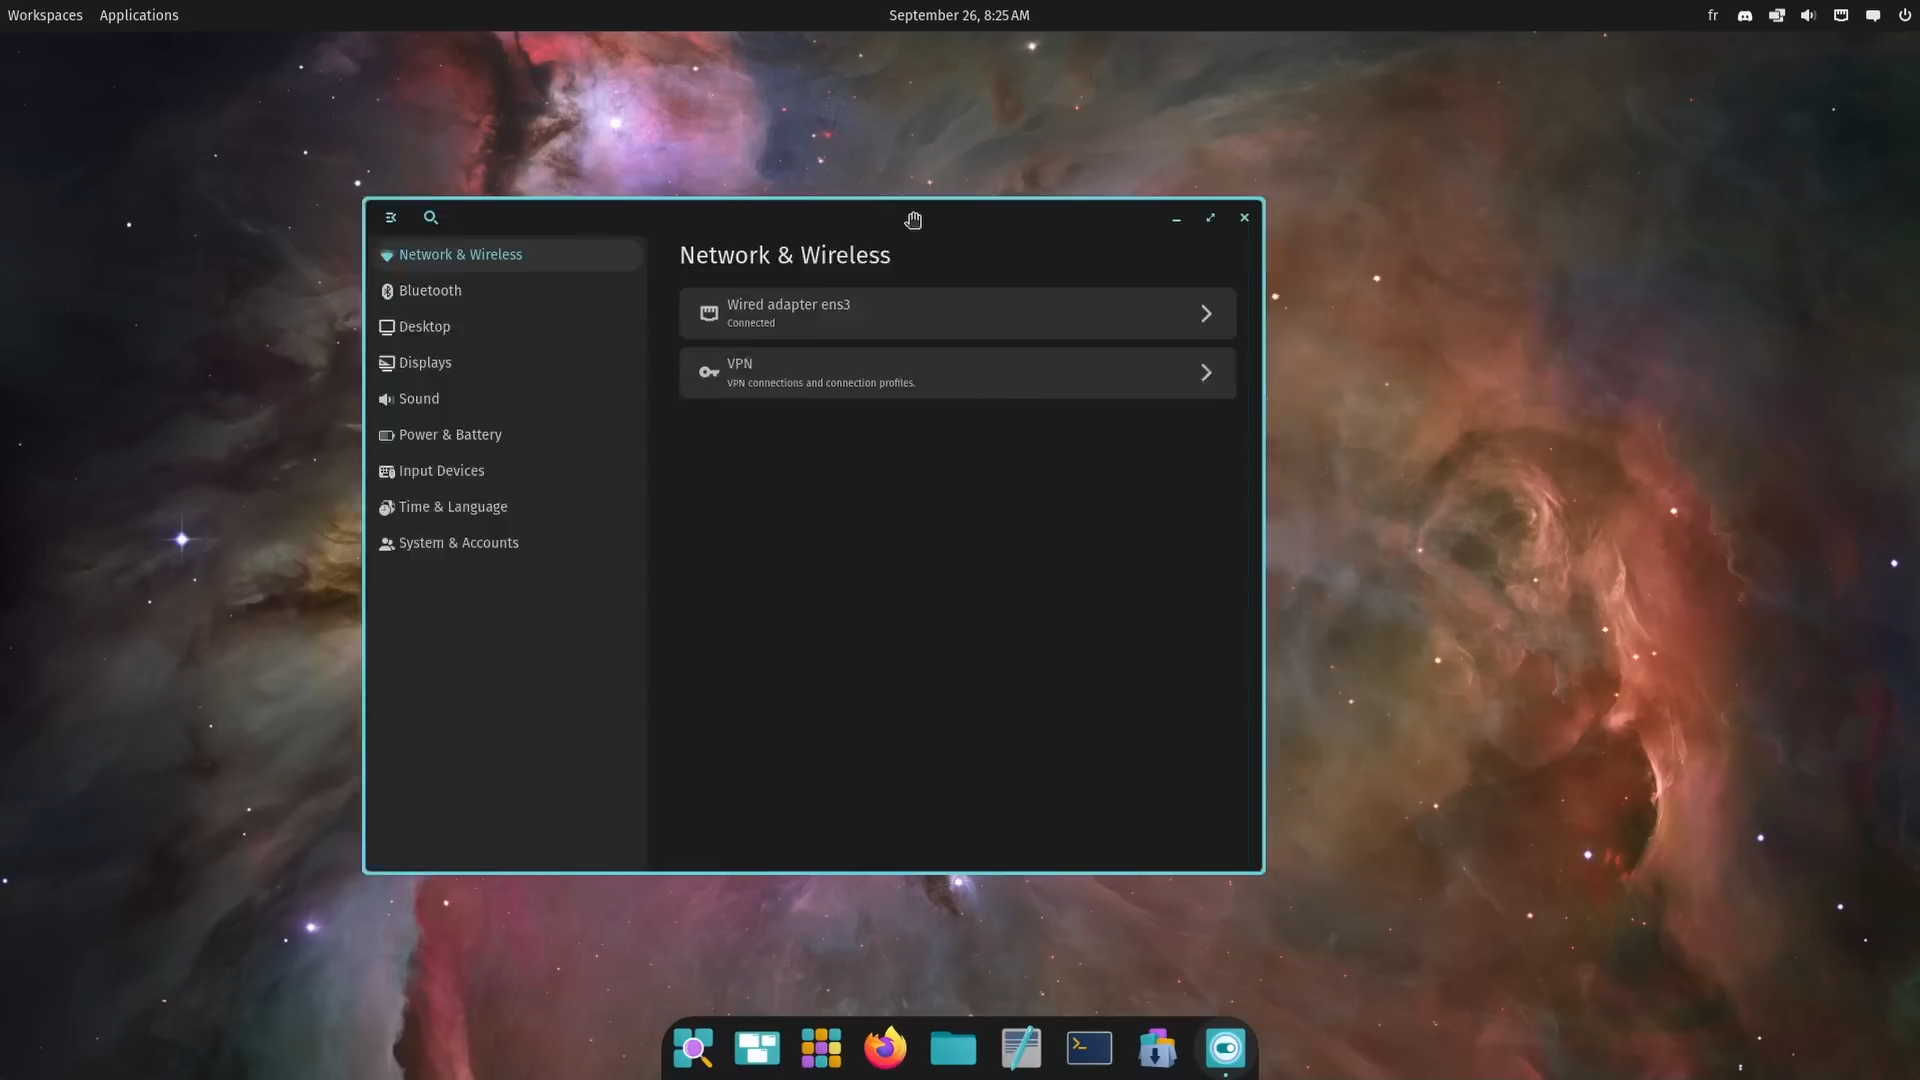 Workspaces Applications September 26, 8:25 AM fr
Network & Wireless
Bluetooth
Desktop
Displays
Sound
Power & Battery
Input Devices
Time & Language
System & Accounts
Network & Wireless
Wired adapter ens3
Connected
VPN
VPN connections and connection profiles.